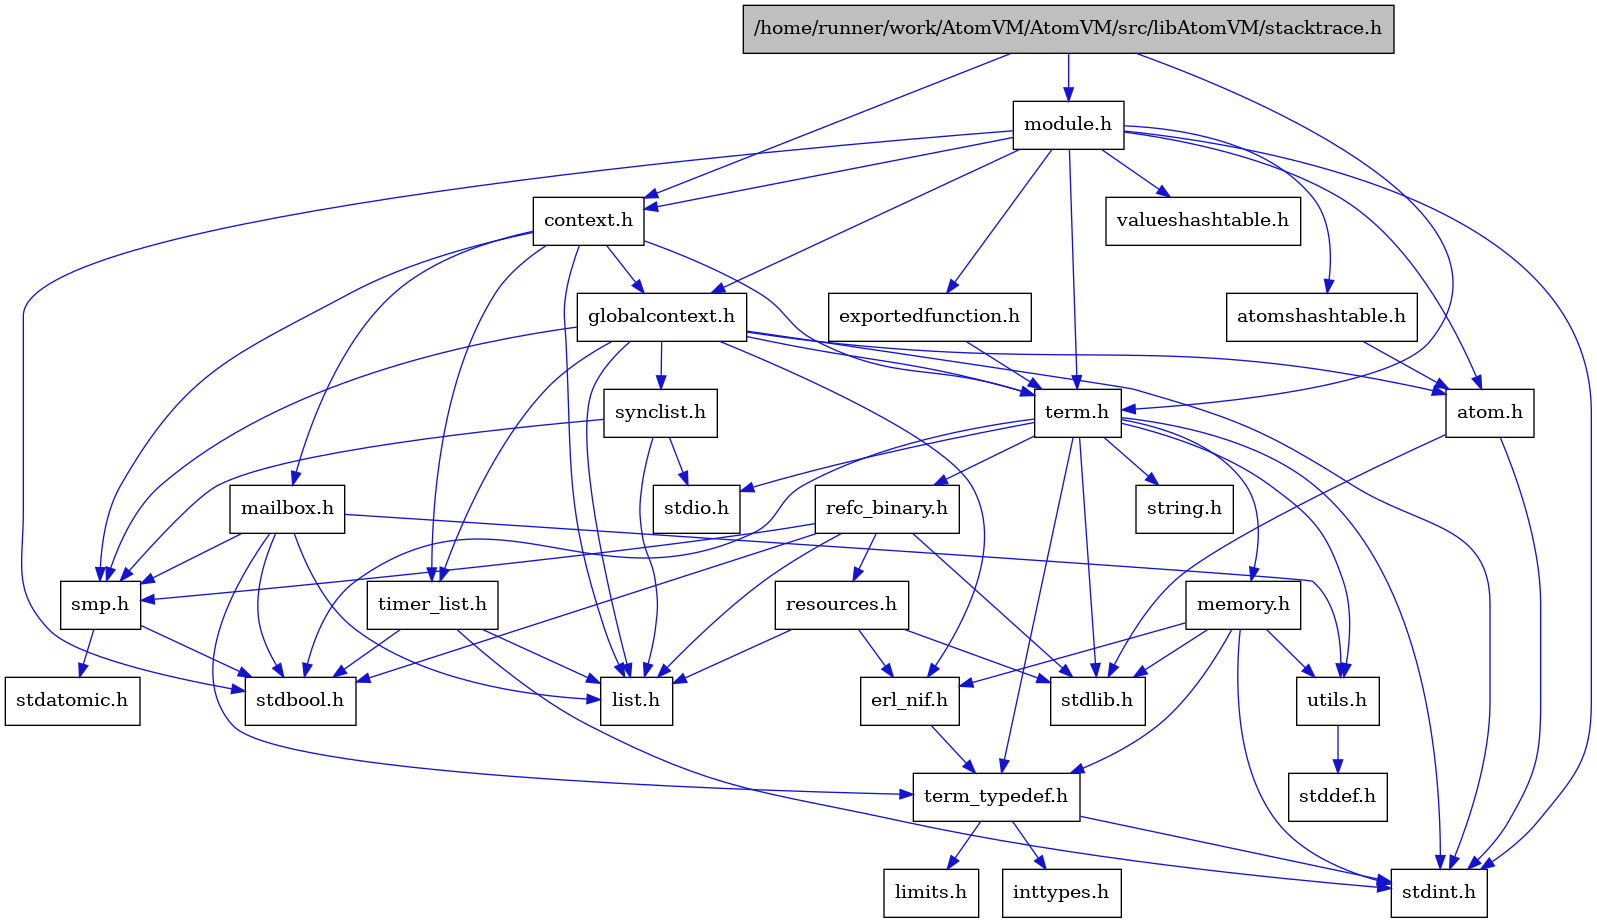 /home/runner/work/AtomVM/AtomVM/src/libAtomVM/stacktrace.h
module.h
context.h
valueshashtable.h
globalcontext.h
exportedfunction.h
atomshashtable.h
synclist.h
term.h
atom.h
mailbox.h
stdio.h
refc_binary.h
string.h
smp.h
timer_list.h
resources.h
memory.h
stdatomic.h
stdbool.h
list.h
erl_nif.h
stdlib.h
utils.h
term_typedef.h
stddef.h
limits.h
inttypes.h
stdint.h